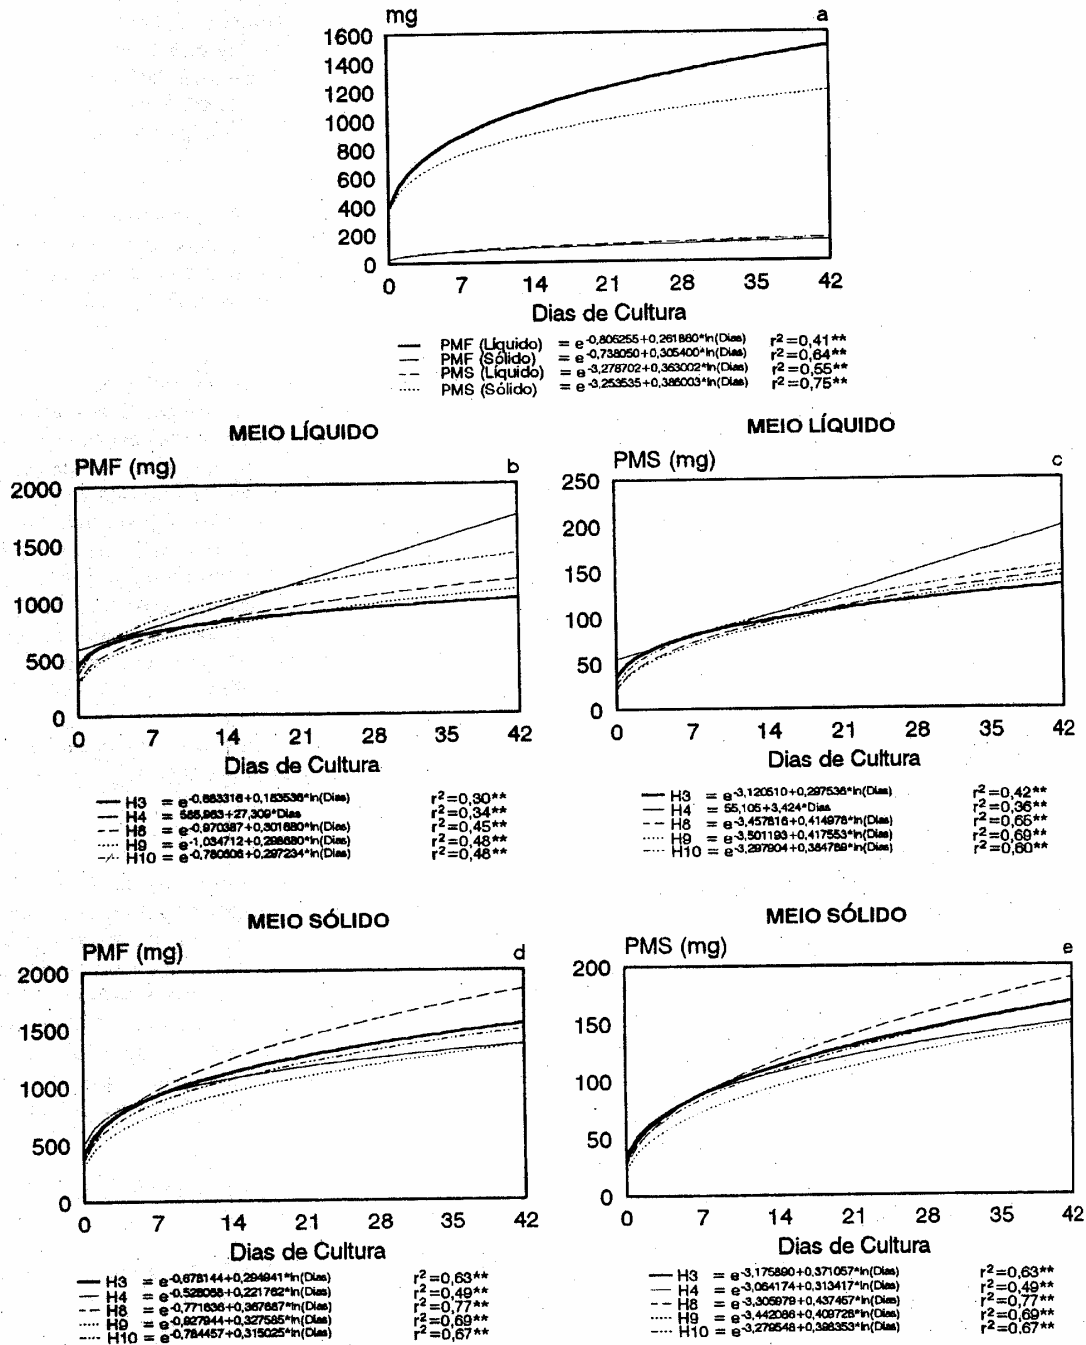 mg
a
1600
1400
1200
1000
800
600
400
200
0
0 7 14 21 28 35 42
Dias de Cultura
PMF (Líquido) = e-0,806255+0,261880*ln(Dias) r2=0,41**
PMF (Sólido) = e-0,738050+0,305400*ln(Dias) r2=0,64**
PMS (Líquido) = e-3,278702+0,363002*ln(Dias) r2=0,55**
PMS (Sólido) = e-3,253535+0,386003*ln(Dias) r2=0,75**
MEIO LÍQUIDO
PMF (mg)
b
2000
1500
1000
500
0
0 7 14 21 28 35 42
Dias de Cultura
H3 = e-0,683316+0,183536*ln(Dias) r2=0,30**
H4 = 27,309*Dias r2=0,34**
H8 = e-0,970387+0,301680*ln(Dias) r2=0,45**
H9 = e-1,034712+0,298680*ln(Dias) r2=0,48**
H10 = e-0,780606+0,297234*ln(Dias) r2=0,48**
MEIO LÍQUIDO
PMS (mg)
c
250
200
150
100
50
0
0 7 14 21 28 35 42
Dias de Cultura
H3 = e-3,120510+0,297536*ln(Dias) r2=0,42**
H4 = 55,105+3,424*Dias r2=0,36**
H8 = e-3,457816+0,414978*ln(Dias) r2=0,65**
H9 = e-3,501193+0,417553*ln(Dias) r2=0,69**
H10 = e-3,297904+0,384789*ln(Dias) r2=0,60**
MEIO SÓLIDO
PMF (mg)
d
2000
1500
1000
500
0
0 7 14 21 28 35 42
Dias de Cultura
H3 = e-0,678144+0,294941*ln(Dias) r2=0,63**
H4 = e-0,528088+0,221762*ln(Dias) r2=0,49**
H8 = e-0,771636+0,367687*ln(Dias) r2=0,77**
H9 = e-0,927944+0,327585*ln(Dias) r2=0,69**
H10 = e-0,784457+0,315025*ln(Dias) r2=0,67**
MEIO SÓLIDO
PMS (mg)
e
200
150
100
50
0
0 7 14 21 28 35 42
Dias de Cultura
H3 = e-3,175890+0,371057*ln(Dias) r2=0,63**
H4 = e-3,064174+0,313417*ln(Dias) r2=0,49**
H8 = e-3,305979+0,437457*ln(Dias) r2=0,77**
H9 = e-3,442086+0,409728*ln(Dias) r2=0,69**
H10 = e-3,279548+0,398353*ln(Dias) r2=0,67**